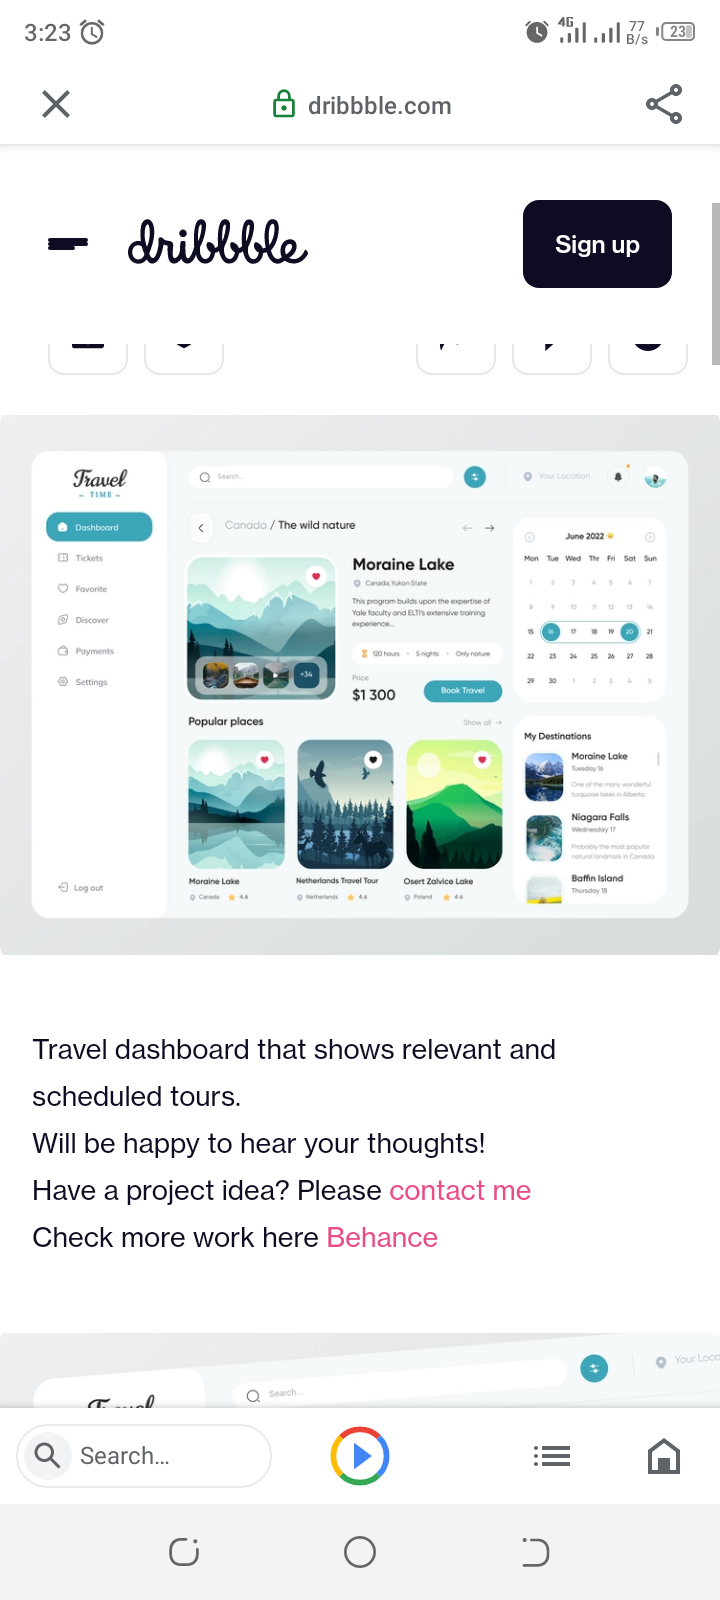 3:23
4G
77
B/s
23
dribbble.com
dribbble
Sign up
Travel
– TIME –
Search...
Your Location
Dashboard
Tickets
Favorite
Discover
Payments
Settings
Log out
Canada / The wild nature
Moraine Lake
Canada,Yukon State
This program builds upon the expertise of
Yale faculty and ELTI's extensive training
experience...
120 hours • 5 nights • Only nature
Price
$1 300
Book Travel
+34
Popular places
Show all
Moraine Lake
Canada 4.6
Netherlands Travel Tour
Netherlands 4.6
Osert Zalvice Lake
Poland 4.6
June 2022
Mon Tue Wed Thr Fri Sat Sun
1 2 3 4 5 6 7
8 9 10 11 12 13 14
15 16 17 18 19 20 21
22 23 24 25 26 27 28
29 30 1 2 3 4 5
My Destinations
Moraine Lake
Tuesday 16
One of the many wonderful
turquoise lakes in Alberta.
Niagara Falls
Wednesday 17
Probably the most popular
natural landmark in Canada
Baffin Island
Thursday 18
Travel dashboard that shows relevant and
scheduled tours.
Will be happy to hear your thoughts!
Have a project idea? Please contact me
Check more work here Behance
Travel
Search...
Your Loco
Search...